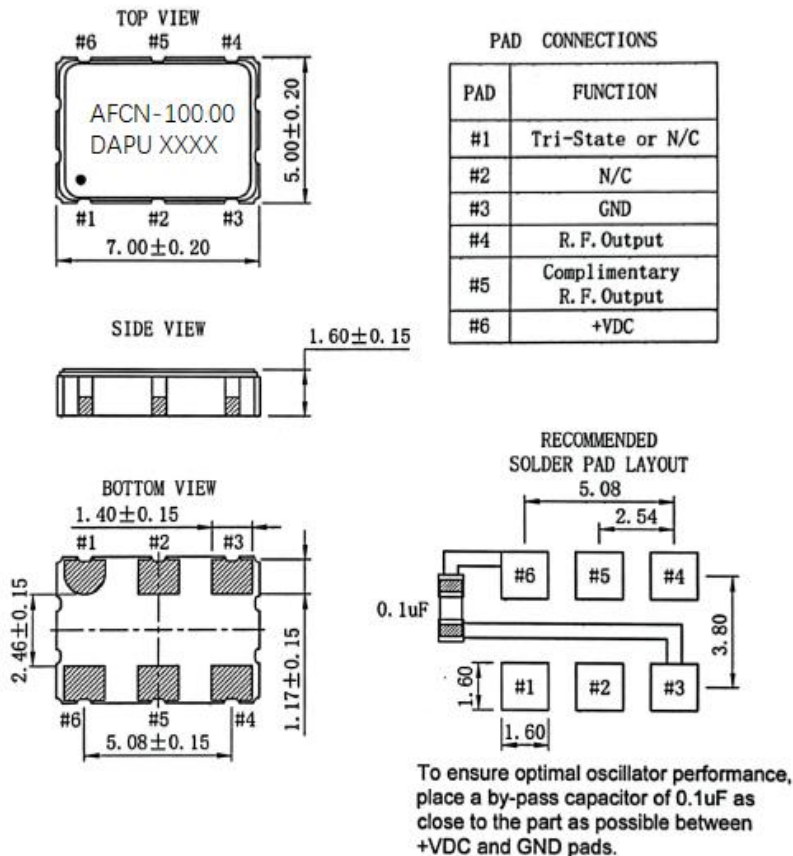 TOP VIEW
#6 #5 #4
AFCN-100.00
DAPU XXXX
5.00±0.20
#1 #2 #3
7.00±0.20
PAD CONNECTIONS
PAD FUNCTION
#1 Tri-State or N/C
#2 N/C
#3 GND
#4 R.F.Output
#5 Complimentary
R.F.Output
#6 +VDC
SIDE VIEW
1.60±0.15
BOTTOM VIEW
1.40±0.15
#1 #2 #3
2.46±0.15
1.17±0.15
#6 #5 #4
5.08±0.15
RECOMMENDED
SOLDER PAD LAYOUT
5.08
2.54
#6 #5 #4
0.1uF
3.80
1.60
#1 #2 #3
1.60
To ensure optimal oscillator performance,
place a by-pass capacitor of 0.1uF as
close to the part as possible between
+VDC and GND pads.